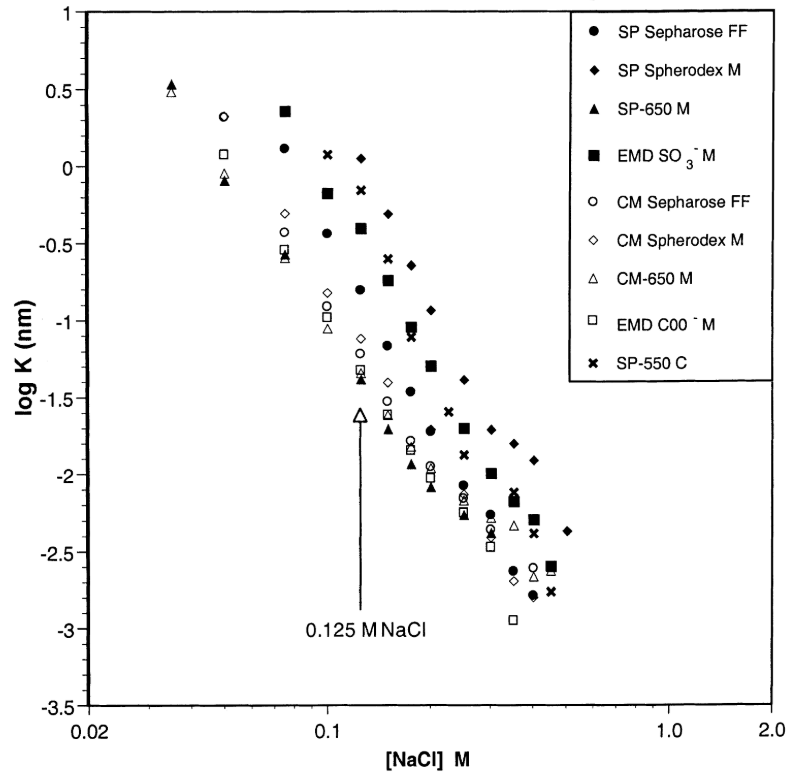 1
0.5
0
-0.5
-1
-1.5
-2
-2.5
-3
-3.5
log K (nm)
0.02
0.1
1.0
2.0
[NaCl] M
0.125 M NaCl
SP Sepharose FF
SP Spherodex M
SP-650 M
EMD SO3⁻ M
CM Sepharose FF
CM Spherodex M
CM-650 M
EMD C00⁻ M
SP-550 C